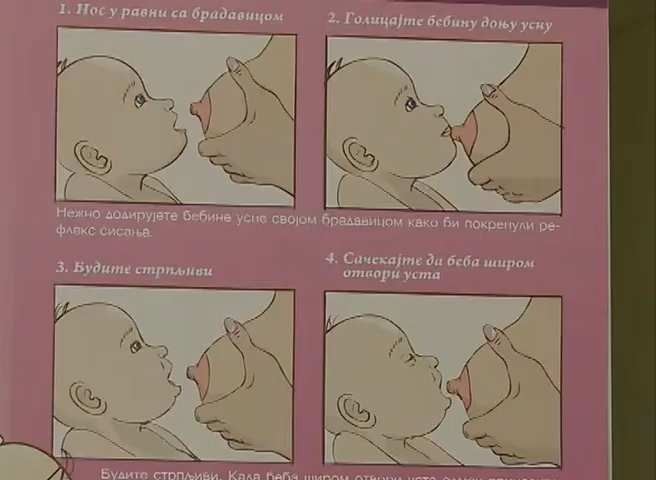 1. Нос у равни са брадавицом
2. Голицајте бебину доњу усну
Нежно додирујете бебине усне својом брадавицом како би покренули ре-
флекс сисања.
3. Будите стрпљиви
4. Сачекајте да беба широм
отвори уста
Будите стрпљиви. Када беба широм отвори уста